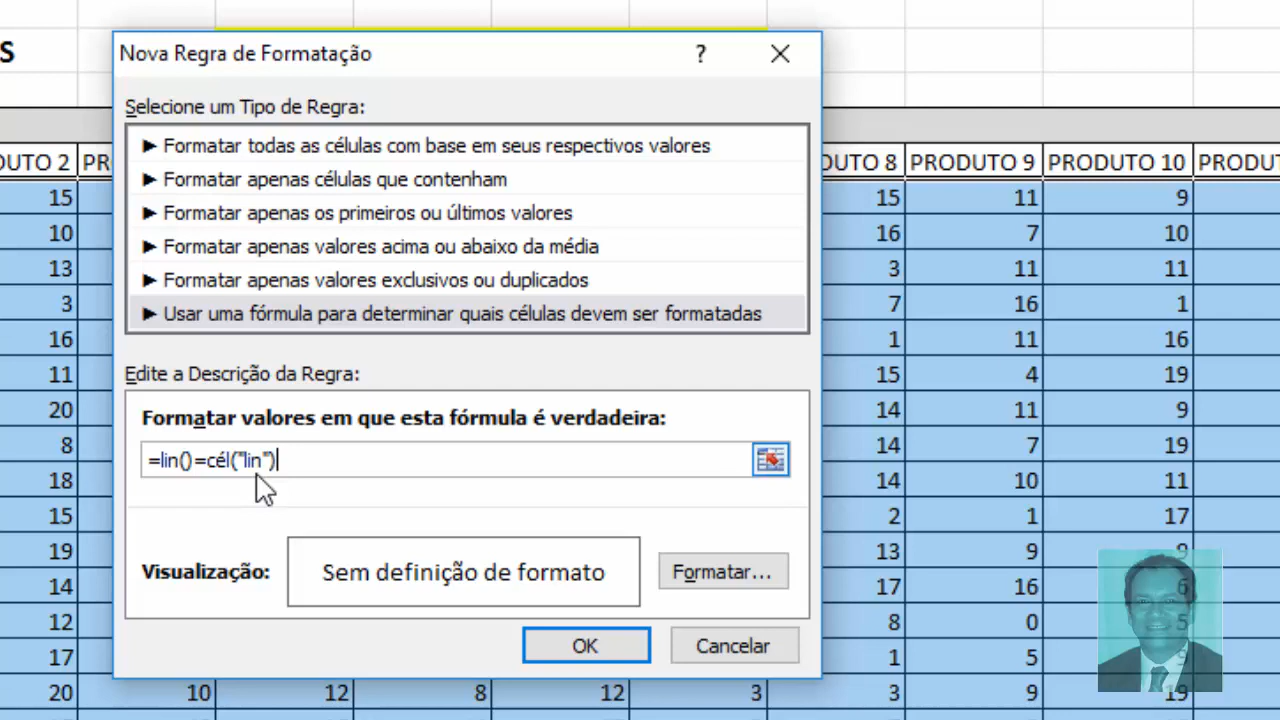 S
Nova Regra de Formatação ?
Selecione um Tipo de Regra:
► Formatar todas as células com base em seus respectivos valores
► Formatar apenas células que contenham
► Formatar apenas os primeiros ou últimos valores
► Formatar apenas valores acima ou abaixo da média
► Formatar apenas valores exclusivos ou duplicados
► Usar uma fórmula para determinar quais células devem ser formatadas
Edite a Descrição da Regra:
Formatar valores em que esta fórmula é verdadeira:
=lin()=cél("lin")
Visualização: Sem definição de formato Formatar...
OK Cancelar
DUTO 2 PR DUTO 8 PRODUTO 9 PRODUTO 10 PRODUT
15 15 11 9
10 16 7 10
13 3 11 11
3 7 16 1
16 1 11 16
11 15 4 19
20 14 11 9
8 14 7 19
18 14 10 11
15 2 1 17
19 13 9 9
14 17 16 6
12 8 0 5
17 1 5 9
20 10 12 8 12 3 3 9 19